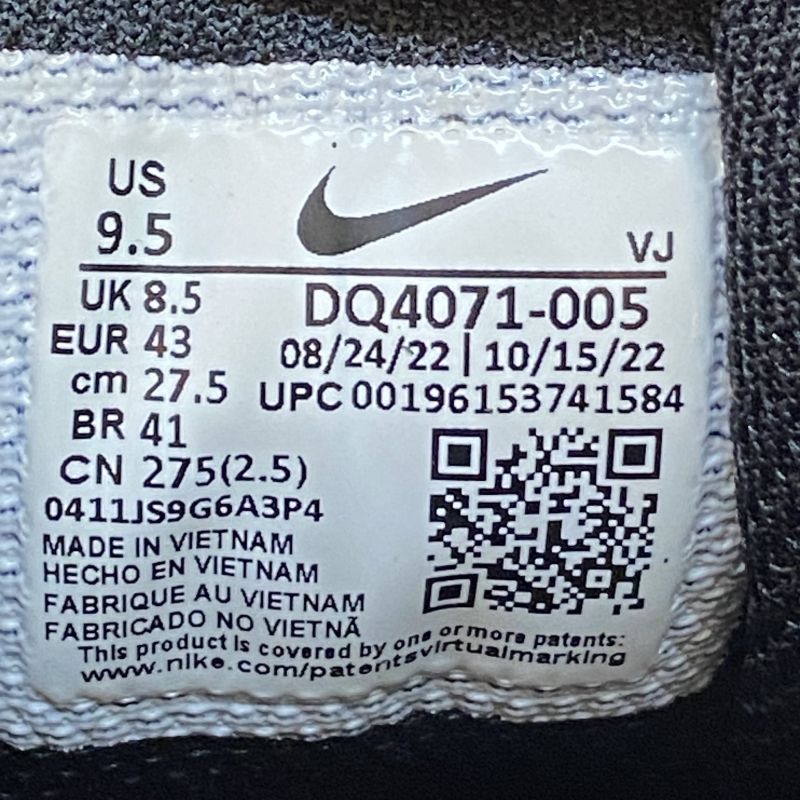 US
9.5
VJ
UK 8.5
EUR 43
cm 27.5
BR 41
CN 275(2.5)
DQ4071-005
08/24/22 | 10/15/22
UPC 00196153741584
0411JS9G6A3P4
MADE IN VIETNAM
HECHO EN VIETNAM
FABRIQUE AU VIETNAM
FABRICADO NO VIETNÃ
This product is covered by one or more patents:
www.nike.com/patentsvirtualmarking